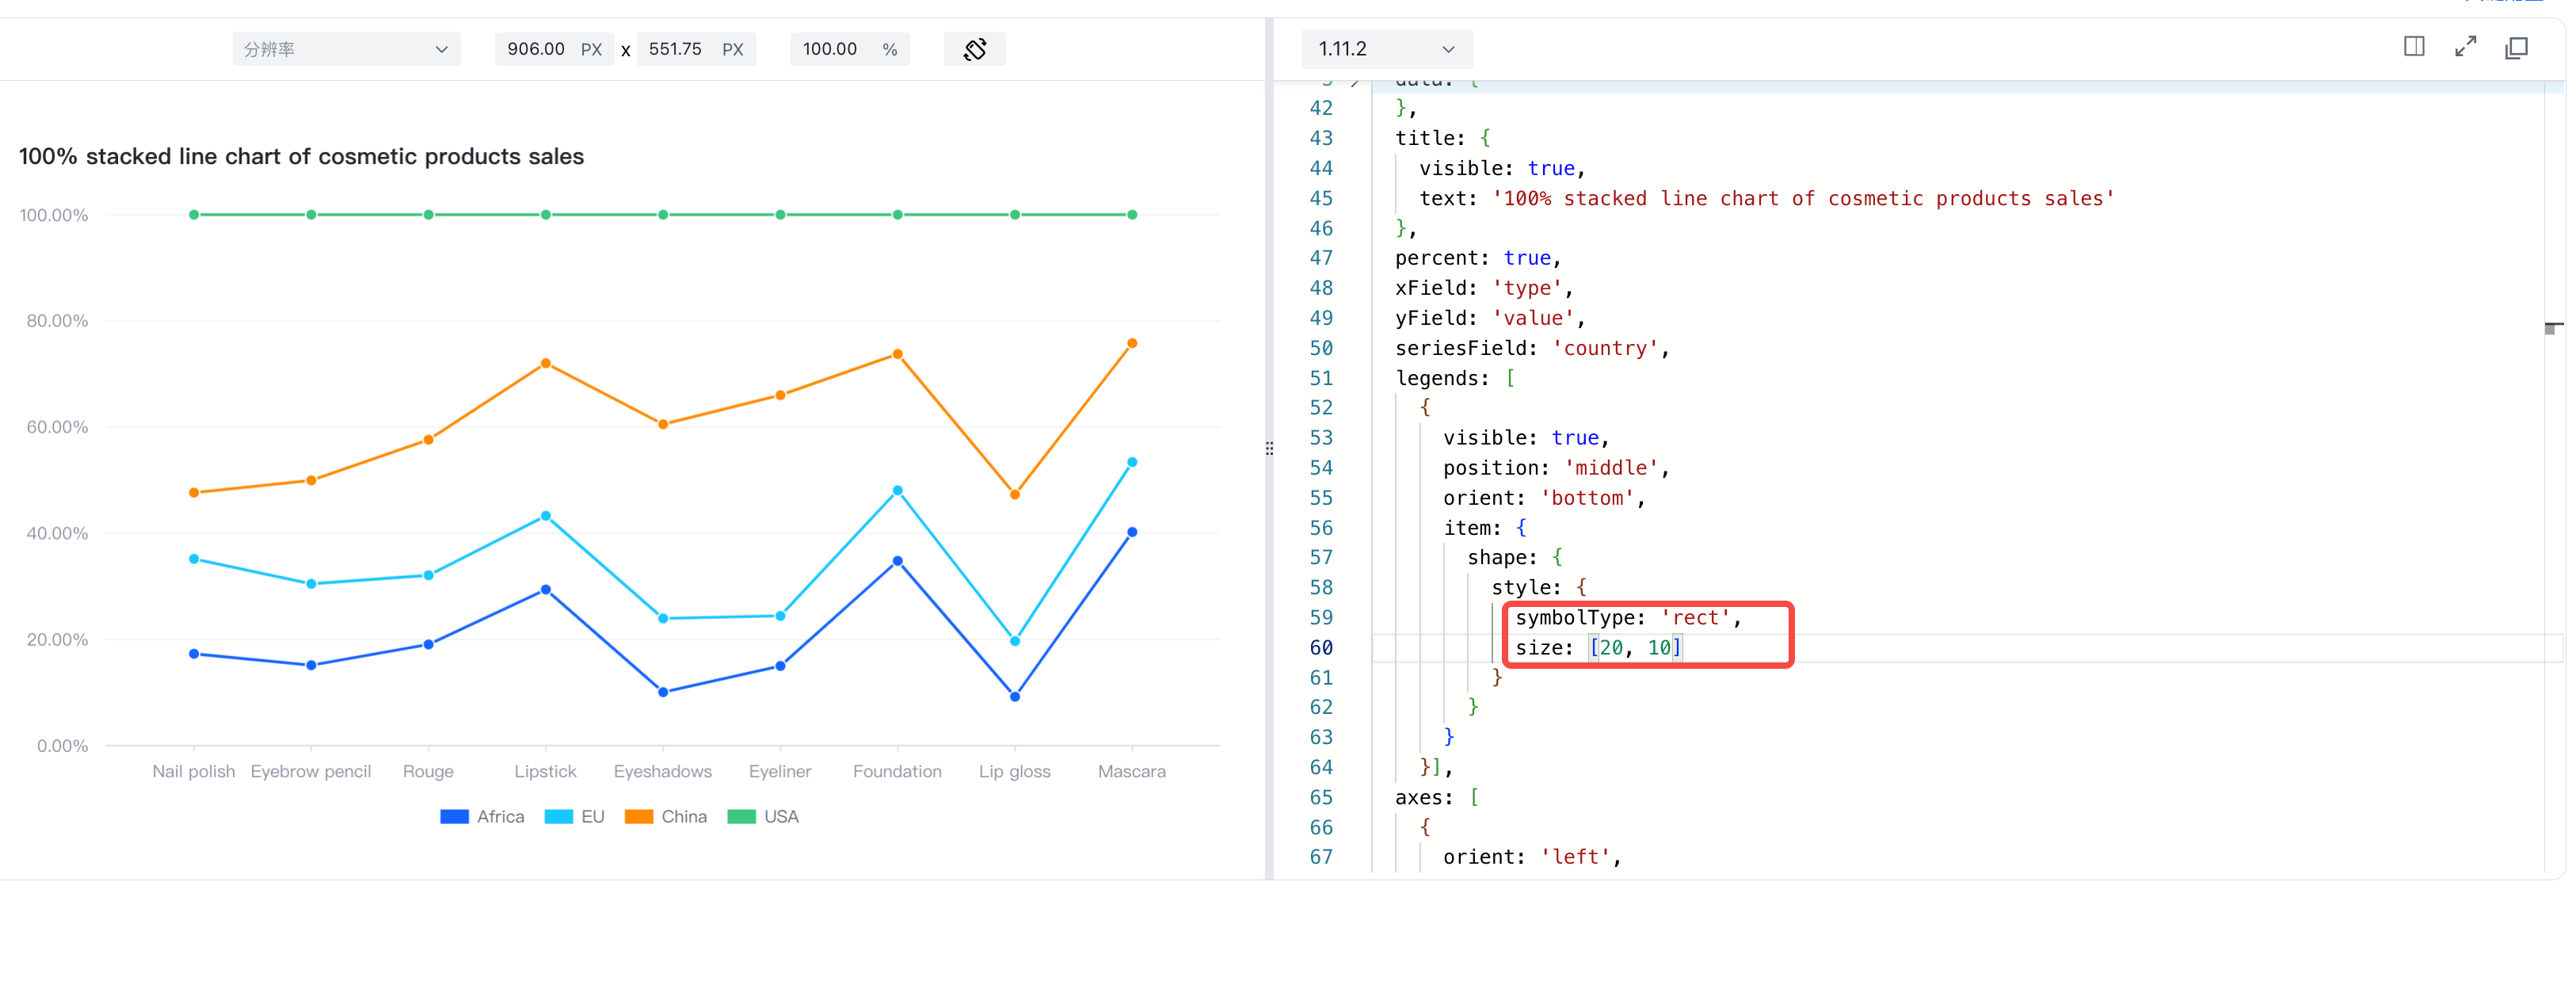 分辨率
906.00 PX x 551.75 PX
100.00 %
1.11.2
100% stacked line chart of cosmetic products sales
100.00%
80.00%
60.00%
40.00%
20.00%
0.00%
Nail polish Eyebrow pencil Rouge Lipstick Eyeshadows Eyeliner Foundation Lip gloss Mascara
Africa EU China USA
42 },
43 title: {
44 visible: true,
45 text: '100% stacked line chart of cosmetic products sales'
46 },
47 percent: true,
48 xField: 'type',
49 yField: 'value',
50 seriesField: 'country',
51 legends: [
52 {
53 visible: true,
54 position: 'middle',
55 orient: 'bottom',
56 item: {
57 shape: {
58 style: {
59 symbolType: 'rect',
60 size: [20, 10]
61 }
62 }
63 }
64 }],
65 axes: [
66 {
67 orient: 'left',